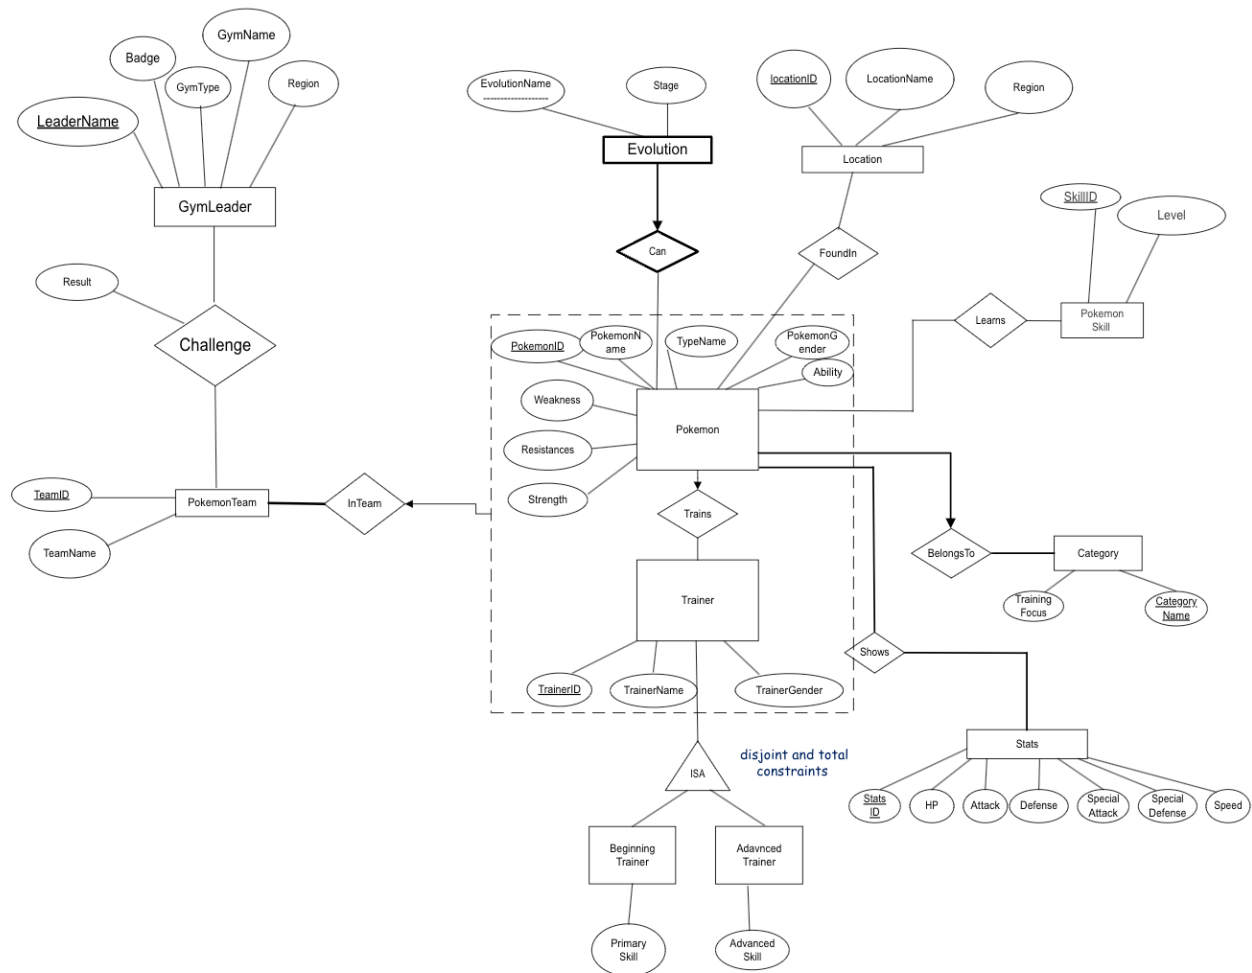 GymName
Badge
GymType
Region
LeaderName
GymLeader
EvolutionName
--------------------
Stage
Evolution
Can
locationID
LocationName
Region
Location
FoundIn
SkillID
Level
Pokemon
Skill
Learns
Result
Challenge
PokemonID
PokemonN
ame
TypeName
PokemonG
ender
Ability
Weakness
Pokemon
Resistances
Strength
TeamID
PokemonTeam
InTeam
Trains
TeamName
BelongsTo
Category
Training
Focus
Category
Name
Trainer
Shows
TrainerID
TrainerName
TrainerGender
disjoint and total
constraints
ISA
Stats
Stats
ID
HP
Attack
Defense
Special
Attack
Special
Defense
Speed
Beginning
Trainer
Adavnced
Trainer
Primary
Skill
Advanced
Skill